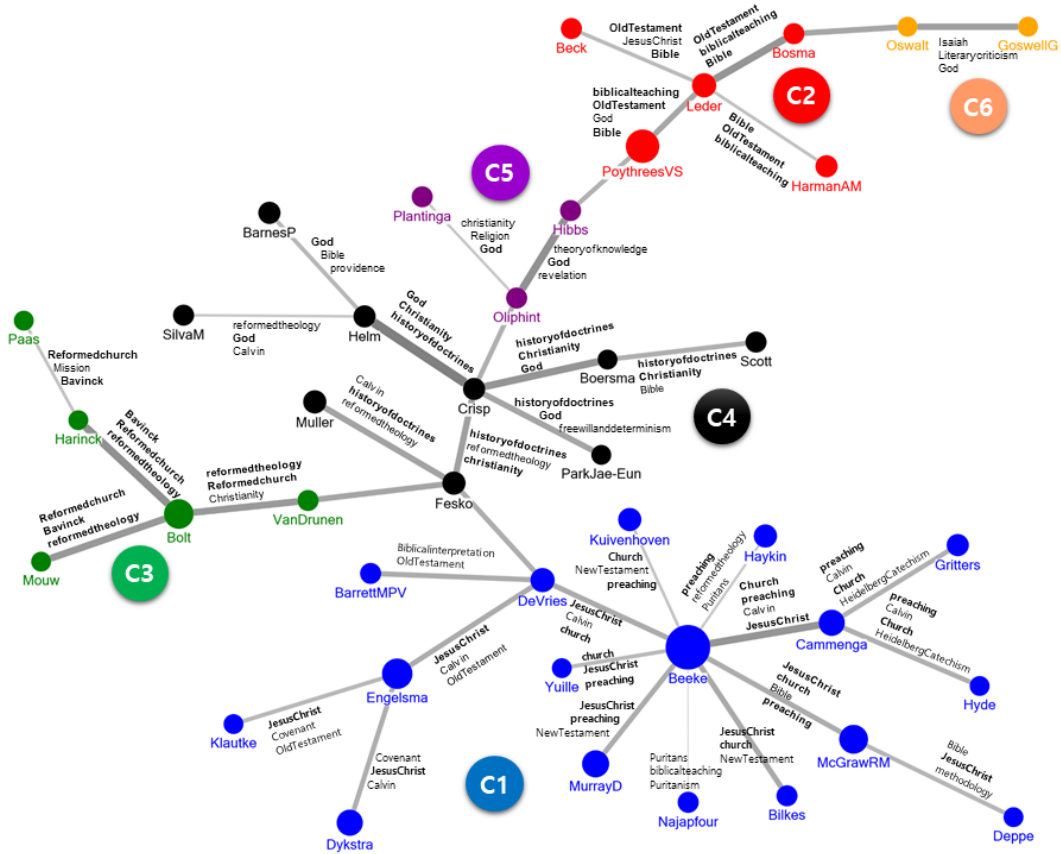 OldTestament
JesusChrist
Bible
Beck
OldTestament
biblicalteaching
Bible
Bosma
Oswalt
Isaiah
Literarycriticism
God
GoswellG
Leder
C2
C6
biblicalteaching
OldTestament
God
Bible
Bible
OldTestament
biblicalteaching
PoythreesVS
HarmanAM
C5
Plantinga
christianity
Religion
God
Hibbs
theoryofknowledge
God
revelation
Oliphint
BarnesP
God
Bible
providence
SilvaM
reformedtheology
God
Calvin
Helm
God
Christianity
historyofdoctrines
historyofdoctrines
Christianity
God
Boersma
historyofdoctrines
Christianity
Bible
Scott
Crisp
historyofdoctrines
God
freewillanddeterminism
ParkJae-Eun
C4
Paas
Reformedchurch
Mission
Bavinck
Harinck
Bavinck
Reformedchurch
reformedtheology
Muller
Calvin
historyofdoctrines
reformedtheology
historyofdoctrines
reformedtheology
christianity
Fesko
reformedtheology
Reformedchurch
Christianity
VanDrunen
Bolt
Reformedchurch
Bavinck
reformedtheology
Mouw
C3
Biblicalinterpretation
OldTestament
BarrettMPV
DeVries
Kuivenhoven
Church
NewTestament
preaching
Haykin
preaching
reformedtheology
Puritans
JesusChrist
Calvin
church
Church
preaching
Calvin
JesusChrist
Cammenga
preaching
Calvin
Church
HeidelbergCatechism
Gritters
preaching
Calvin
Church
HeidelbergCatechism
Hyde
JesusChrist
Calvin
OldTestament
Engelsma
Klautke
JesusChrist
Covenant
OldTestament
Covenant
JesusChrist
Calvin
Dykstra
C1
church
JesusChrist
preaching
Yuille
Beeke
JesusChrist
preaching
NewTestament
MurrayD
Puritans
biblicalteaching
Puritanism
Najapfour
JesusChrist
church
NewTestament
Bilkes
JesusChrist
church
Bible
preaching
McGrawRM
Bible
JesusChrist
methodology
Deppe